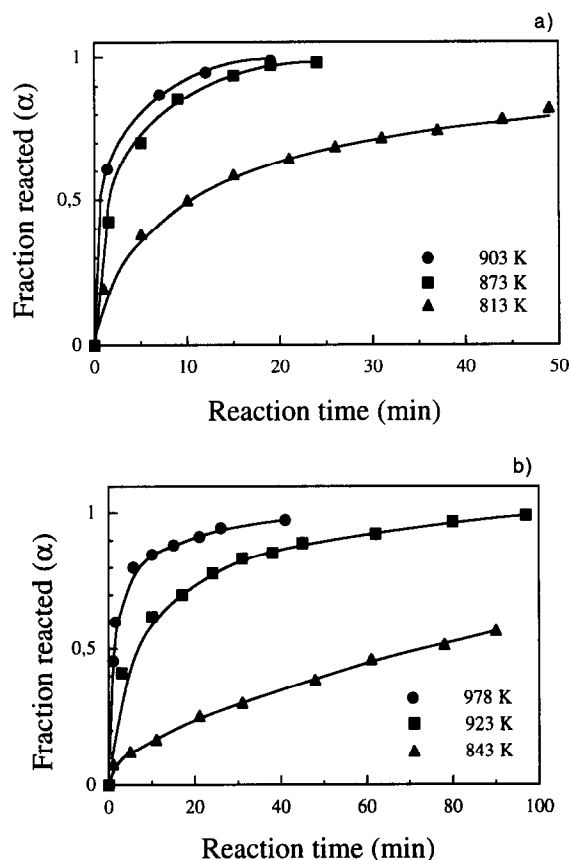 a)
Fraction reacted (α)
1
0,5
0
903 K
873 K
813 K
0 10 20 30 40 50
Reaction time (min)
b)
Fraction reacted (α)
1
0,5
0
978 K
923 K
843 K
0 20 40 60 80 100
Reaction time (min)